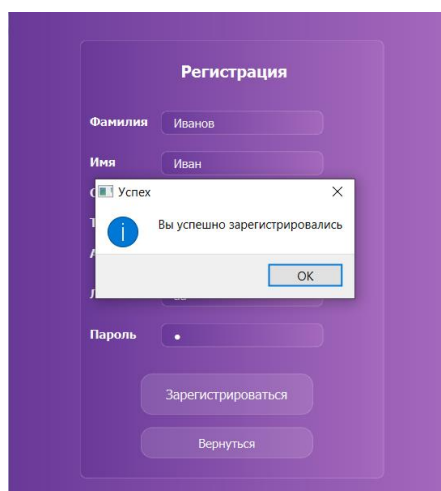 Регистрация
Фамилия Иванов
Имя Иван
Успех
Вы успешно зарегистрировались
OK
Пароль
Зарегистрироваться
Вернуться